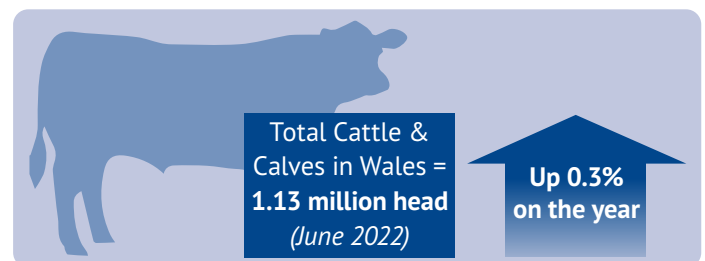 Total Cattle &
Calves in Wales =
1.13 million head
(June 2022)
Up 0.3%
on the year